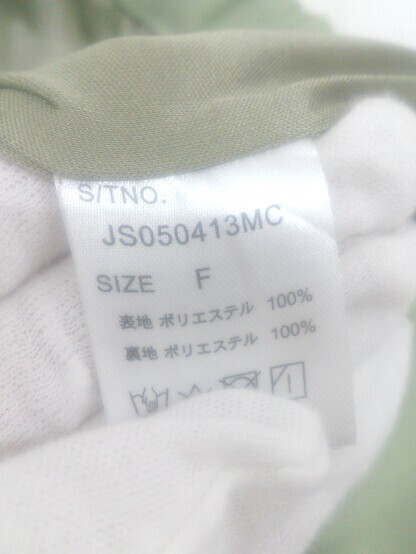 S/TNO.
JS050413MC
SIZE F
表地 ポリエステル 100%
裏地 ポリエステル 100%